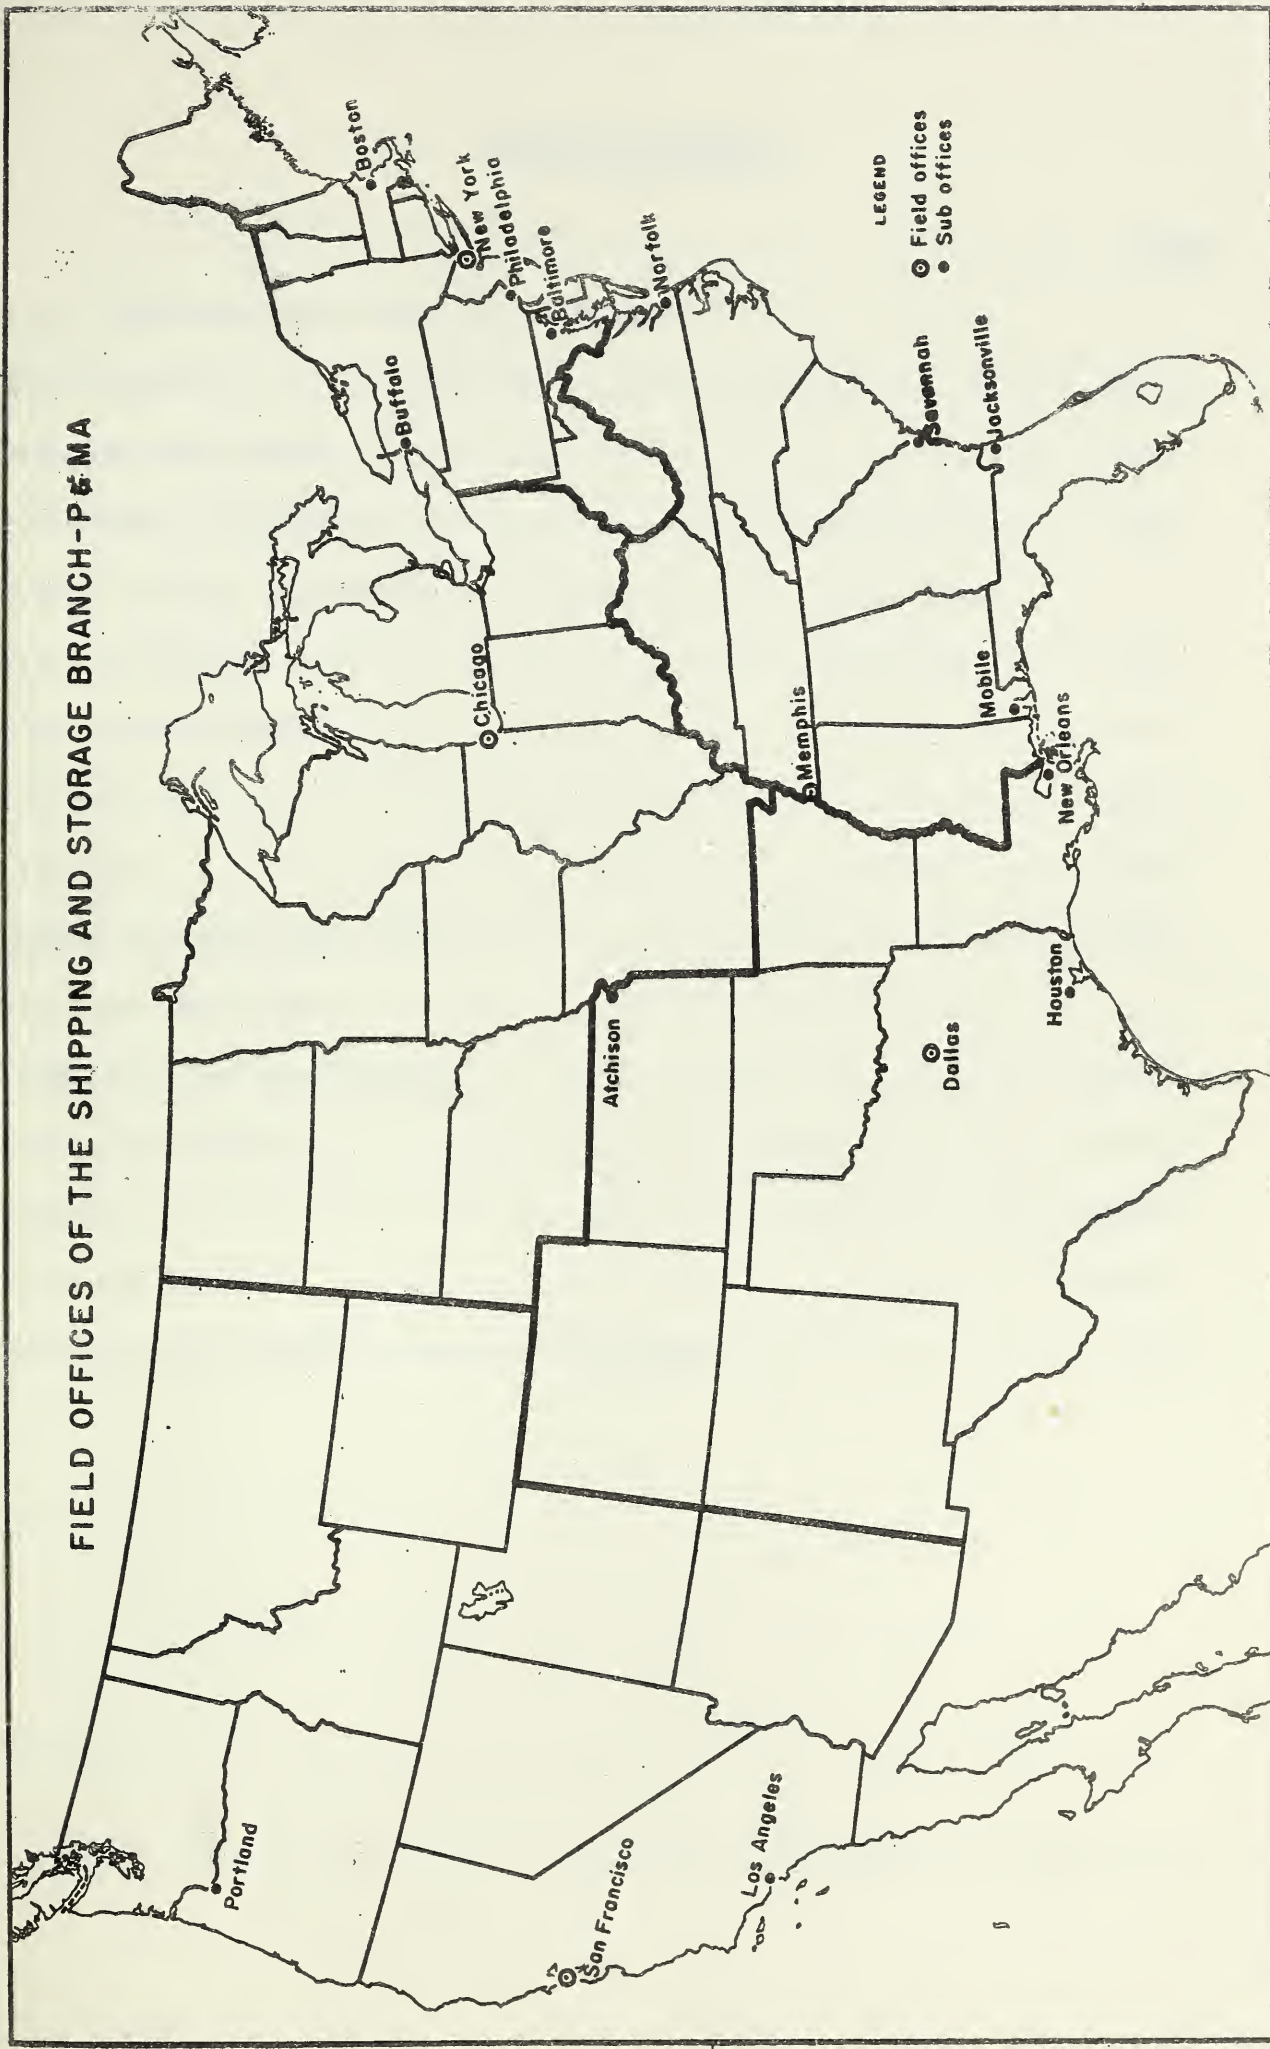 FIELD OFFICES OF THE SHIPPING AND STORAGE BRANCH-P&MA
Portland
San Francisco
Los Angeles
Atchison
Dallas
Houston
Chicago
Memphis
Mobile
New Orleans
Buffalo
Boston
New York
Philadelphia
Baltimore
Norfolk
Savannah
Jacksonville
LEGEND
Field offices
Sub offices